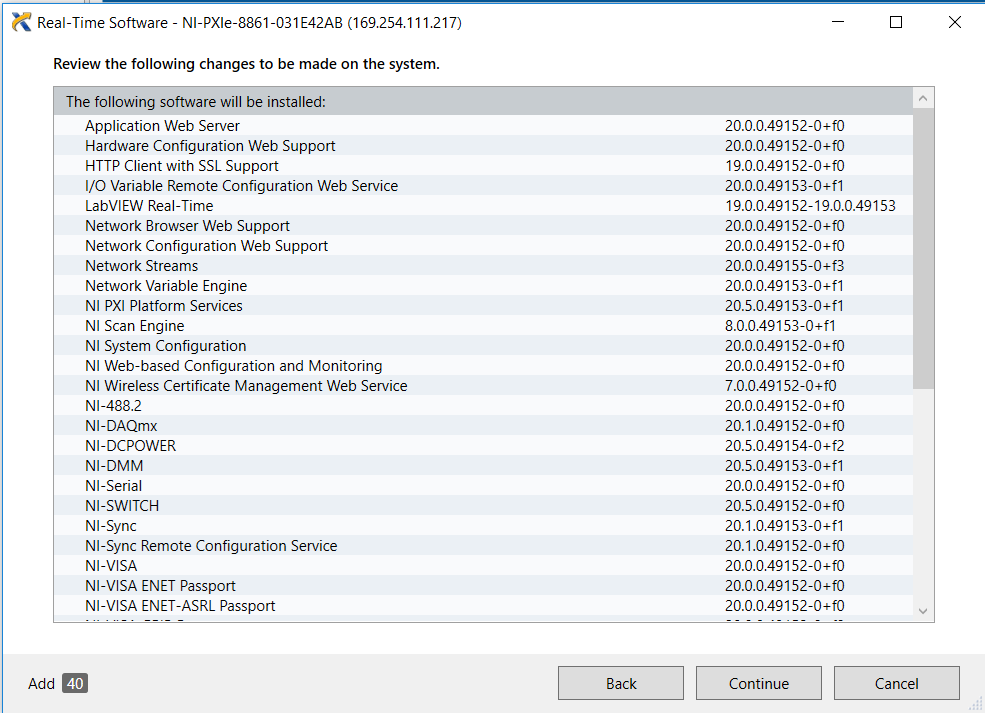 Real-Time Software - NI-PXIe-8861-031E42AB (169.254.111.217)
Review the following changes to be made on the system.
The following software will be installed:
Application Web Server 20.0.0.49152-0+f0
Hardware Configuration Web Support 20.0.0.49152-0+f0
HTTP Client with SSL Support 19.0.0.49152-0+f0
I/O Variable Remote Configuration Web Service 20.0.0.49153-0+f1
LabVIEW Real-Time 19.0.0.49152-19.0.0.49153
Network Browser Web Support 20.0.0.49152-0+f0
Network Configuration Web Support 20.0.0.49152-0+f0
Network Streams 20.0.0.49155-0+f3
Network Variable Engine 20.0.0.49153-0+f1
NI PXI Platform Services 20.5.0.49153-0+f1
NI Scan Engine 8.0.0.49153-0+f1
NI System Configuration 20.0.0.49152-0+f0
NI Web-based Configuration and Monitoring 20.0.0.49152-0+f0
NI Wireless Certificate Management Web Service 7.0.0.49152-0+f0
NI-488.2 20.0.0.49152-0+f0
NI-DAQmx 20.1.0.49152-0+f0
NI-DCPOWER 20.5.0.49154-0+f2
NI-DMM 20.5.0.49153-0+f1
NI-Serial 20.0.0.49152-0+f0
NI-SWITCH 20.5.0.49152-0+f0
NI-Sync 20.1.0.49153-0+f1
NI-Sync Remote Configuration Service 20.1.0.49152-0+f0
NI-VISA 20.0.0.49152-0+f0
NI-VISA ENET Passport 20.0.0.49152-0+f0
NI-VISA ENET-ASRL Passport 20.0.0.49152-0+f0
Add 40
Back
Continue
Cancel